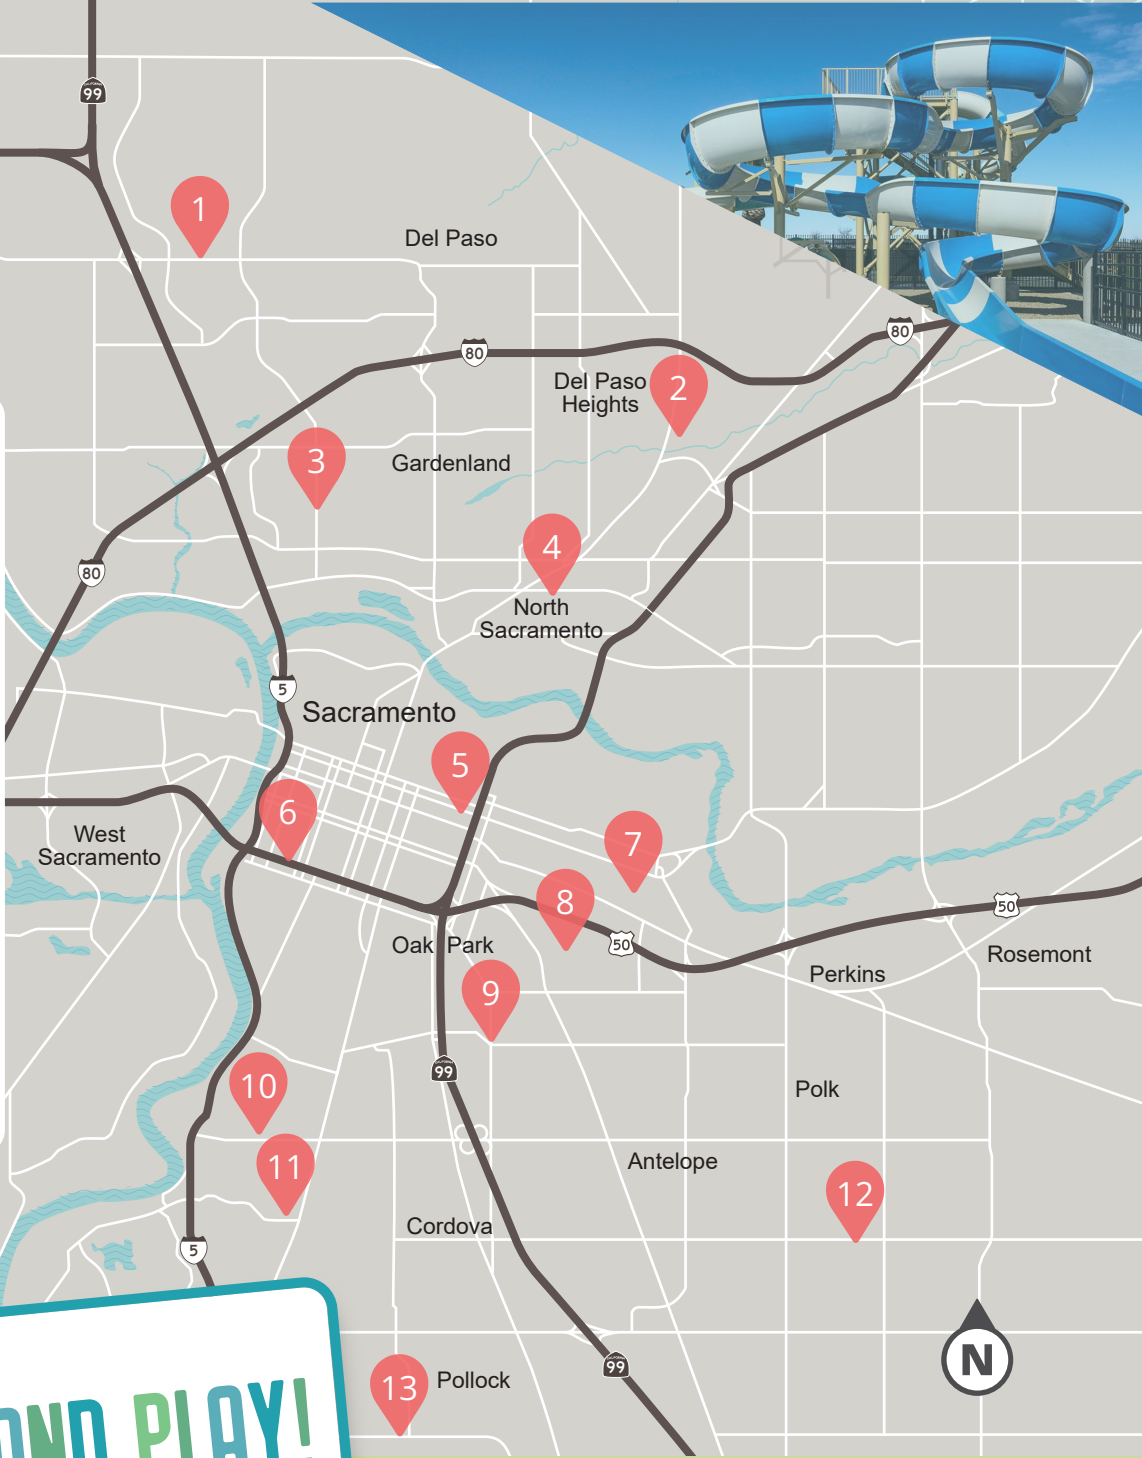 99
1
Del Paso
80
80
Del Paso
Heights
2
3
Gardenland
4
80
North
Sacramento
5
Sacramento
5
6
West
Sacramento
7
8
50
50
Oak Park
Rosemont
Perkins
9
99
10
Polk
11
Antelope
12
Cordova
5
N
99
13
Pollock
OND PLAY!